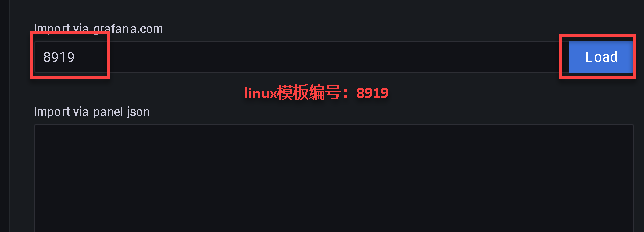 Import via grafana.com
8919
Load
linux模板编号：8919
Import via panel json